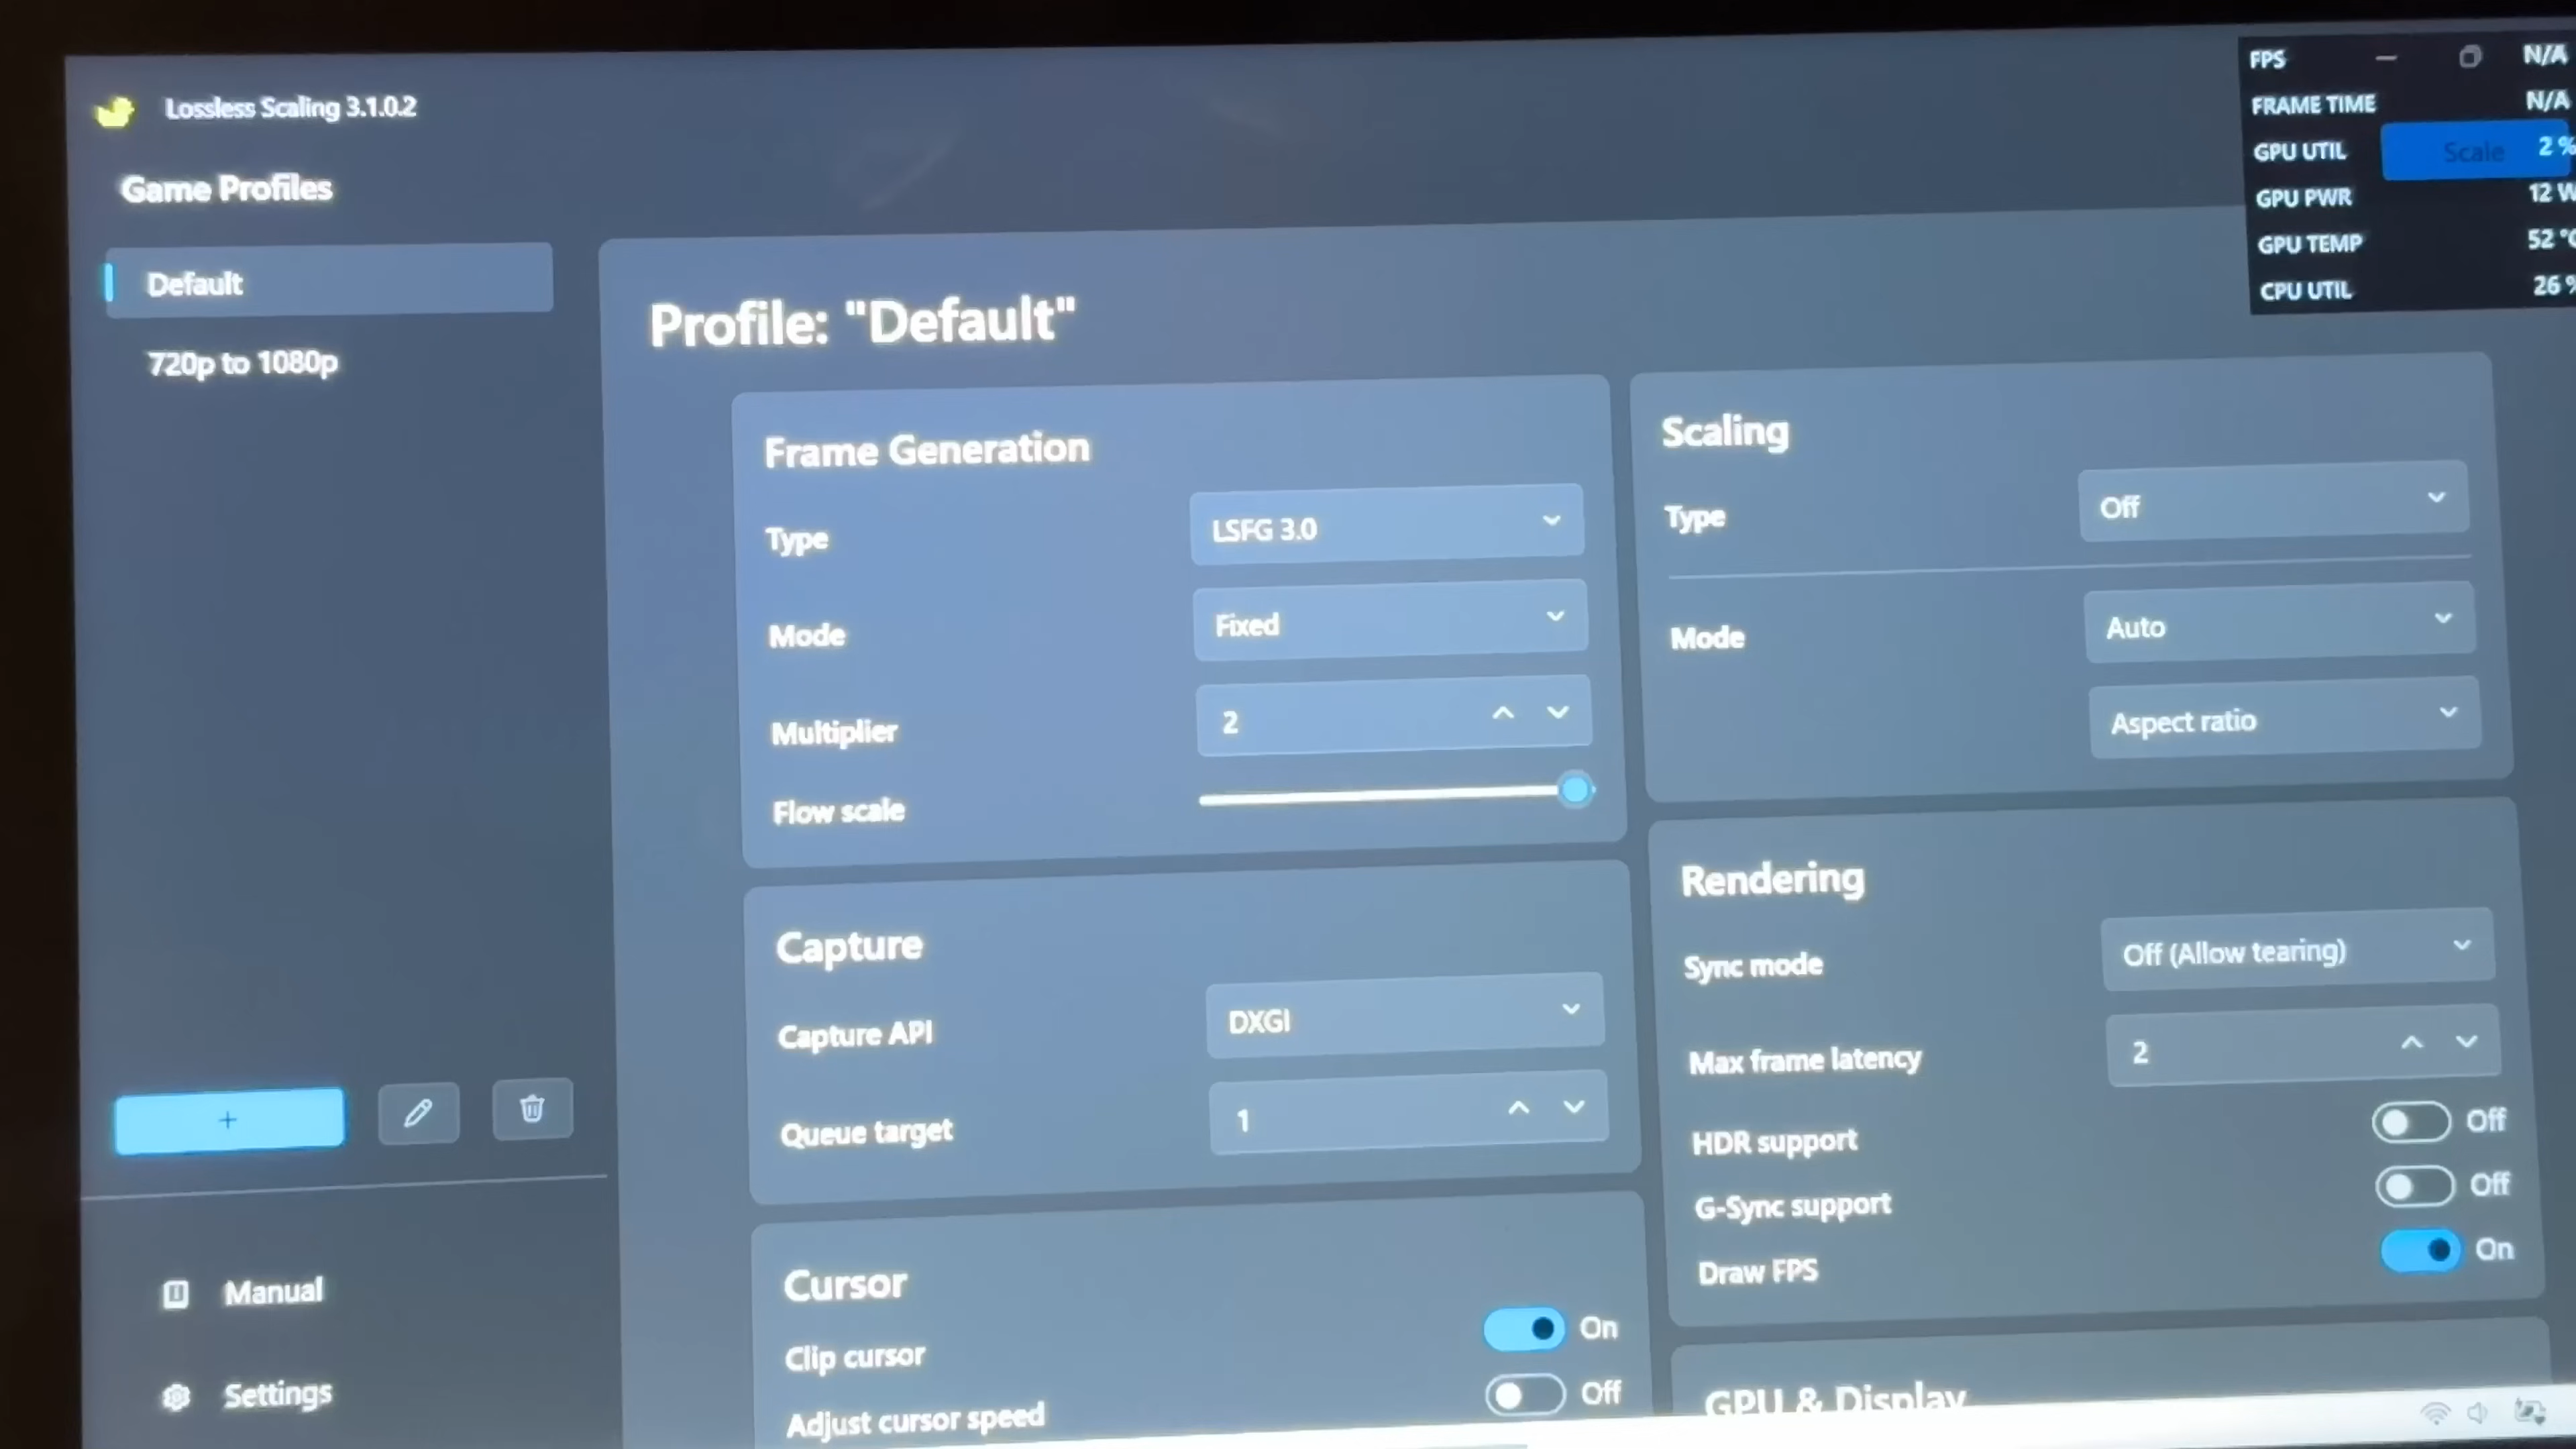 Lossless Scaling 3.1.0.2
Game Profiles
Default
720p to 1080p
+
Manual
Settings
Profile: "Default"
Frame Generation
Type
LSFG 3.0
Mode
Fixed
Multiplier
2
Flow scale
Capture
Capture API
DXGI
Queue target
1
Cursor
Clip cursor
On
Adjust cursor speed
Off
Scaling
Type
Off
Mode
Auto
Aspect ratio
Rendering
Sync mode
Off (Allow tearing)
Max frame latency
2
HDR support
Off
G-Sync support
Off
Draw FPS
On
GPU & Display
FPS N/A
FRAME TIME N/A
GPU UTIL Scale 2 %
GPU PWR 12 W
GPU TEMP 52 °C
CPU UTIL 26 %